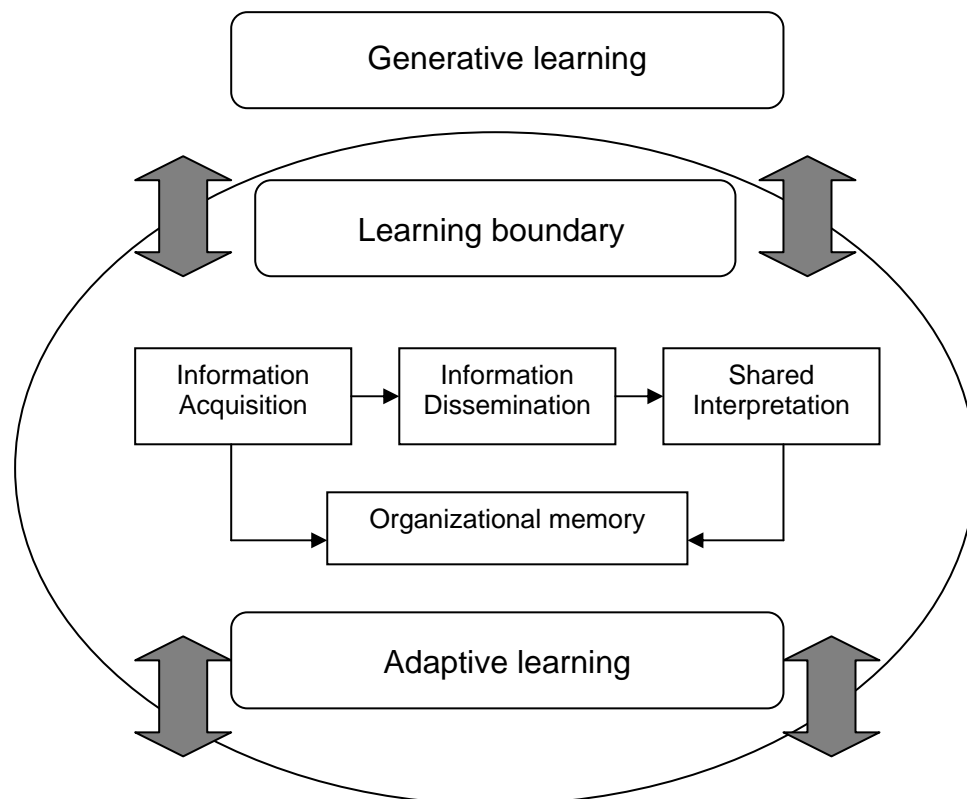 Generative learning
Learning boundary
Information
Acquisition
Information
Dissemination
Shared
Interpretation
Organizational memory
Adaptive learning